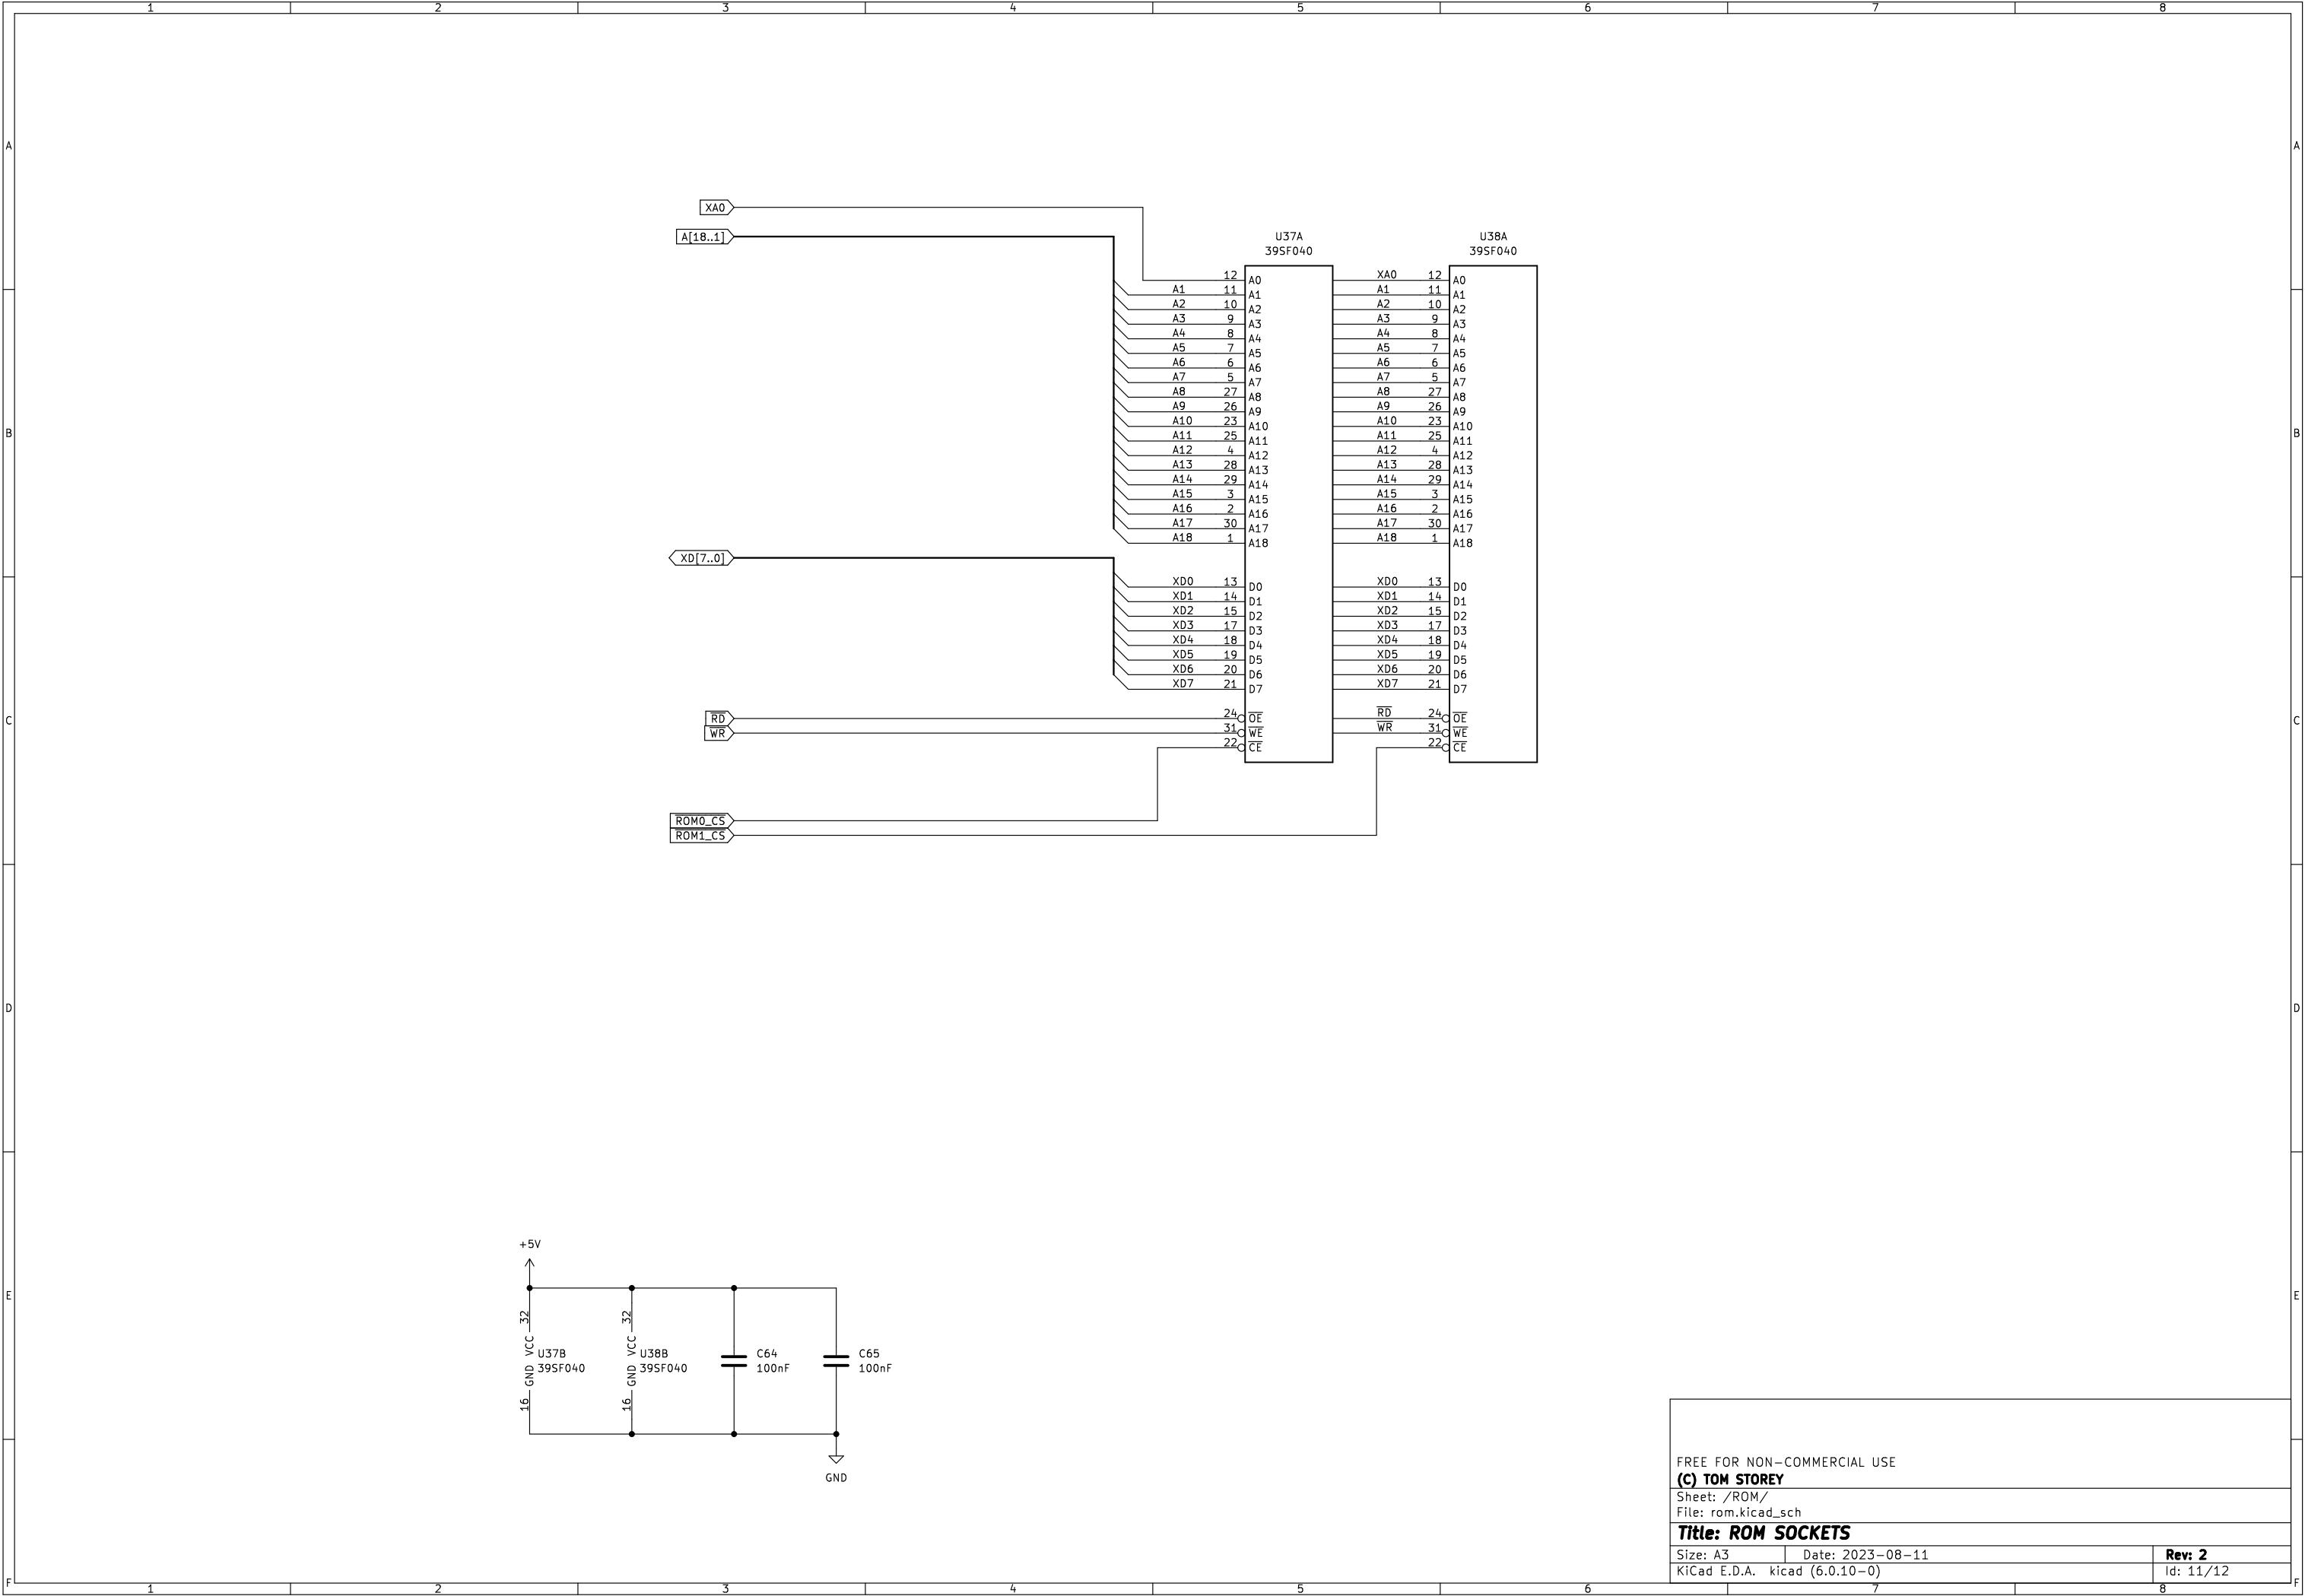 1 2 3 4 5 6 7 8
A A
XA0
A[18..1]
U37A U38A
39SF040 39SF040
12 A0 XA0 12 A0
A1 11 A1 A1 11 A1
A2 10 A2 A2 10 A2
A3 9 A3 A3 9 A3
A4 8 A4 A4 8 A4
A5 7 A5 A5 7 A5
A6 6 A6 A6 6 A6
A7 5 A7 A7 5 A7
A8 27 A8 A8 27 A8
A9 26 A9 A9 26 A9
A10 23 A10 A10 23 A10
B B
A11 25 A11 A11 25 A11
A12 4 A12 A12 4 A12
A13 28 A13 A13 28 A13
A14 29 A14 A14 29 A14
A15 3 A15 A15 3 A15
A16 2 A16 A16 2 A16
A17 30 A17 A17 30 A17
A18 1 A18 A18 1 A18
XD[7..0]
XD0 13 D0 XD0 13 D0
XD1 14 D1 XD1 14 D1
XD2 15 D2 XD2 15 D2
XD3 17 D3 XD3 17 D3
XD4 18 D4 XD4 18 D4
XD5 19 D5 XD5 19 D5
XD6 20 D6 XD6 20 D6
XD7 21 D7 XD7 21 D7
C C
RD 24 OE RD 24 OE
WR 31 WE WR 31 WE
22 CE 22 CE
ROM0_CS
ROM1_CS
D D
+5V
E E
32 32
VCC VCC
U37B U38B C64 C65
39SF040 39SF040 100nF 100nF
GND GND
16 16
GND
FREE FOR NON-COMMERCIAL USE
(C) TOM STOREY
Sheet: /ROM/
File: rom.kicad_sch
Title: ROM SOCKETS
Size: A3 Date: 2023-08-11 Rev: 2
KiCad E.D.A. kicad (6.0.10-0) Id: 11/12
F F
1 2 3 4 5 6 7 8